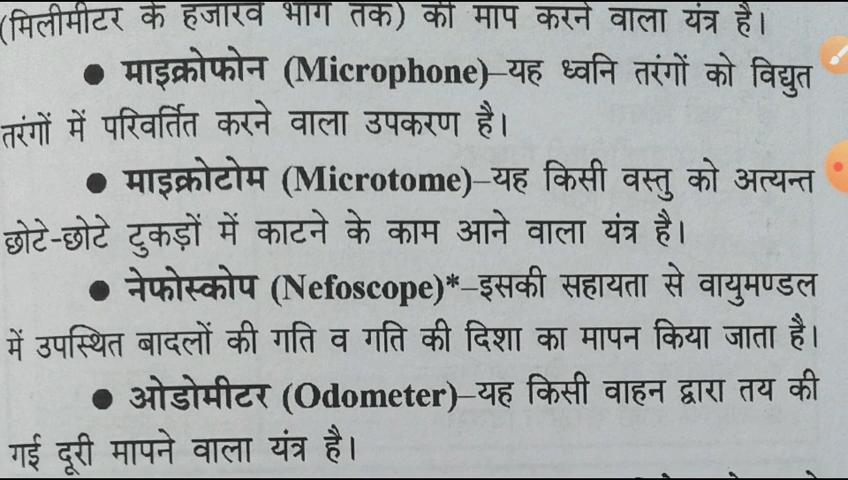 (मिलीमीटर के हजारवें भाग तक) की माप करने वाला यंत्र है।
● माइक्रोफोन (Microphone)–यह ध्वनि तरंगों को विद्युत
तरंगों में परिवर्तित करने वाला उपकरण है।
● माइक्रोटोम (Microtome)–यह किसी वस्तु को अत्यन्त
छोटे-छोटे टुकड़ों में काटने के काम आने वाला यंत्र है।
● नेफोस्कोप (Nefoscope)*–इसकी सहायता से वायुमण्डल
में उपस्थित बादलों की गति व गति की दिशा का मापन किया जाता है।
● ओडोमीटर (Odometer)–यह किसी वाहन द्वारा तय की
गई दूरी मापने वाला यंत्र है।